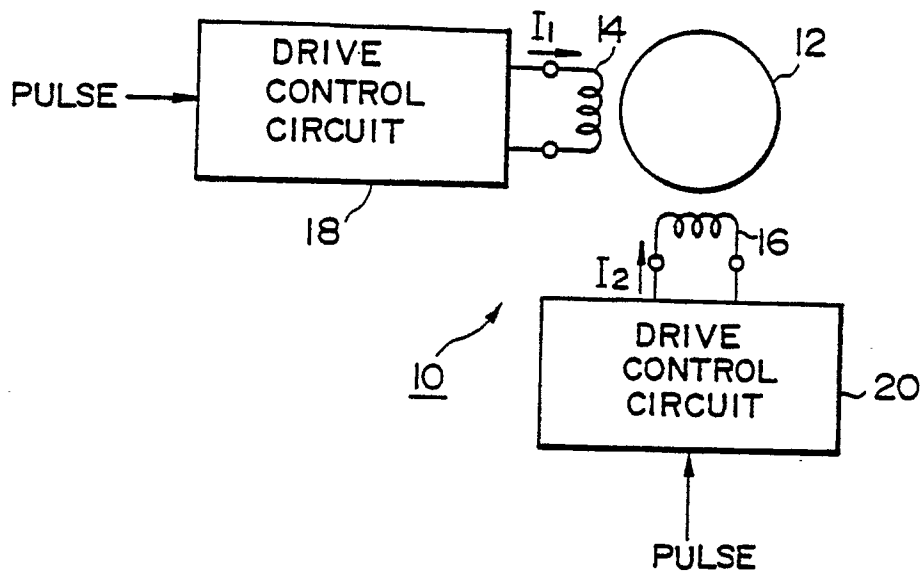 I1
14
12
DRIVE
CONTROL
CIRCUIT
PULSE
18
16
I2
DRIVE
CONTROL
CIRCUIT
10
20
PULSE